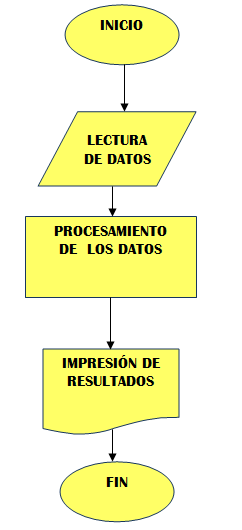 INICIO
LECTURA
DE DATOS
PROCESAMIENTO
DE LOS DATOS
IMPRESIÓN DE
RESULTADOS
FIN